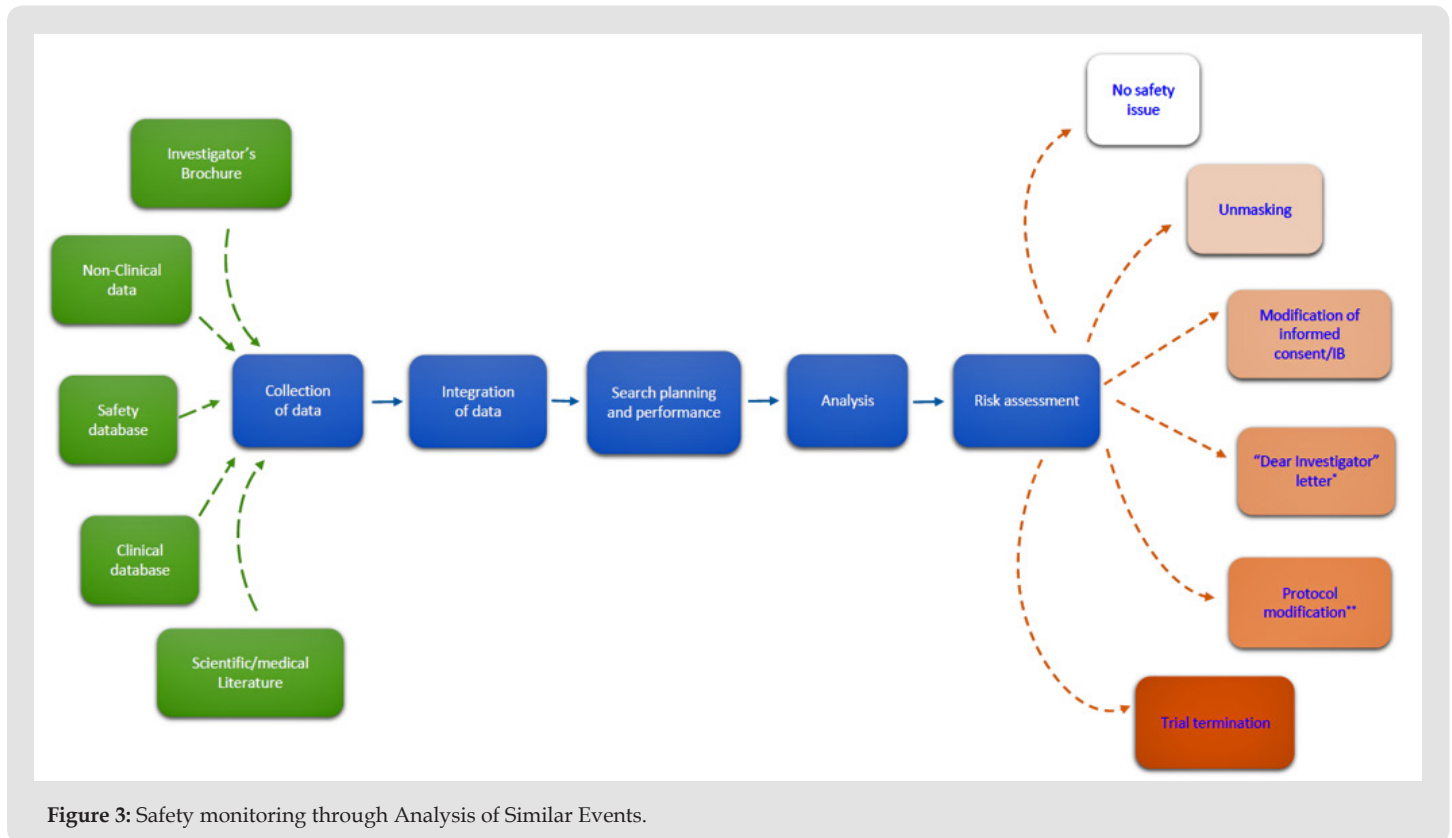 Investigator's
Brochure
Non-Clinical
data
Safety
database
Clinical
database
Scientific/medical
Literature
Collection
of data
Integration
of data
Search planning
and performance
Analysis
Risk assessment
No safety
issue
Unmasking
Modification of
informed
consent/IB
"Dear Investigator"
letter*
Protocol
modification**
Trial termination
Figure 3: Safety monitoring through Analysis of Similar Events.